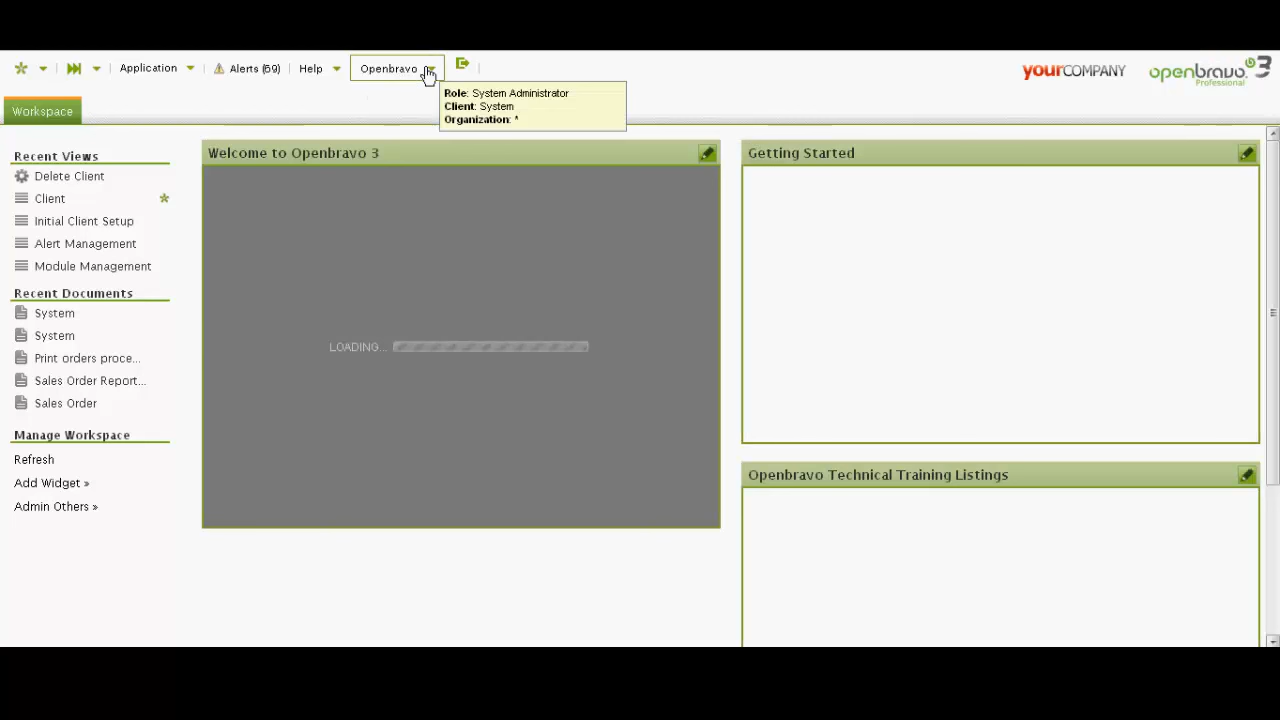 Application
Alerts (69)
Help
Openbravo
yourCOMPANY
openbravo 3
Professional
Role: System Administrator
Client: System
Organization: *
Workspace
Recent Views
Delete Client
Client
Initial Client Setup
Alert Management
Module Management
Recent Documents
System
System
Print orders proce...
Sales Order Report...
Sales Order
Manage Workspace
Refresh
Add Widget »
Admin Others »
Welcome to Openbravo 3
LOADING...
Getting Started
Openbravo Technical Training Listings